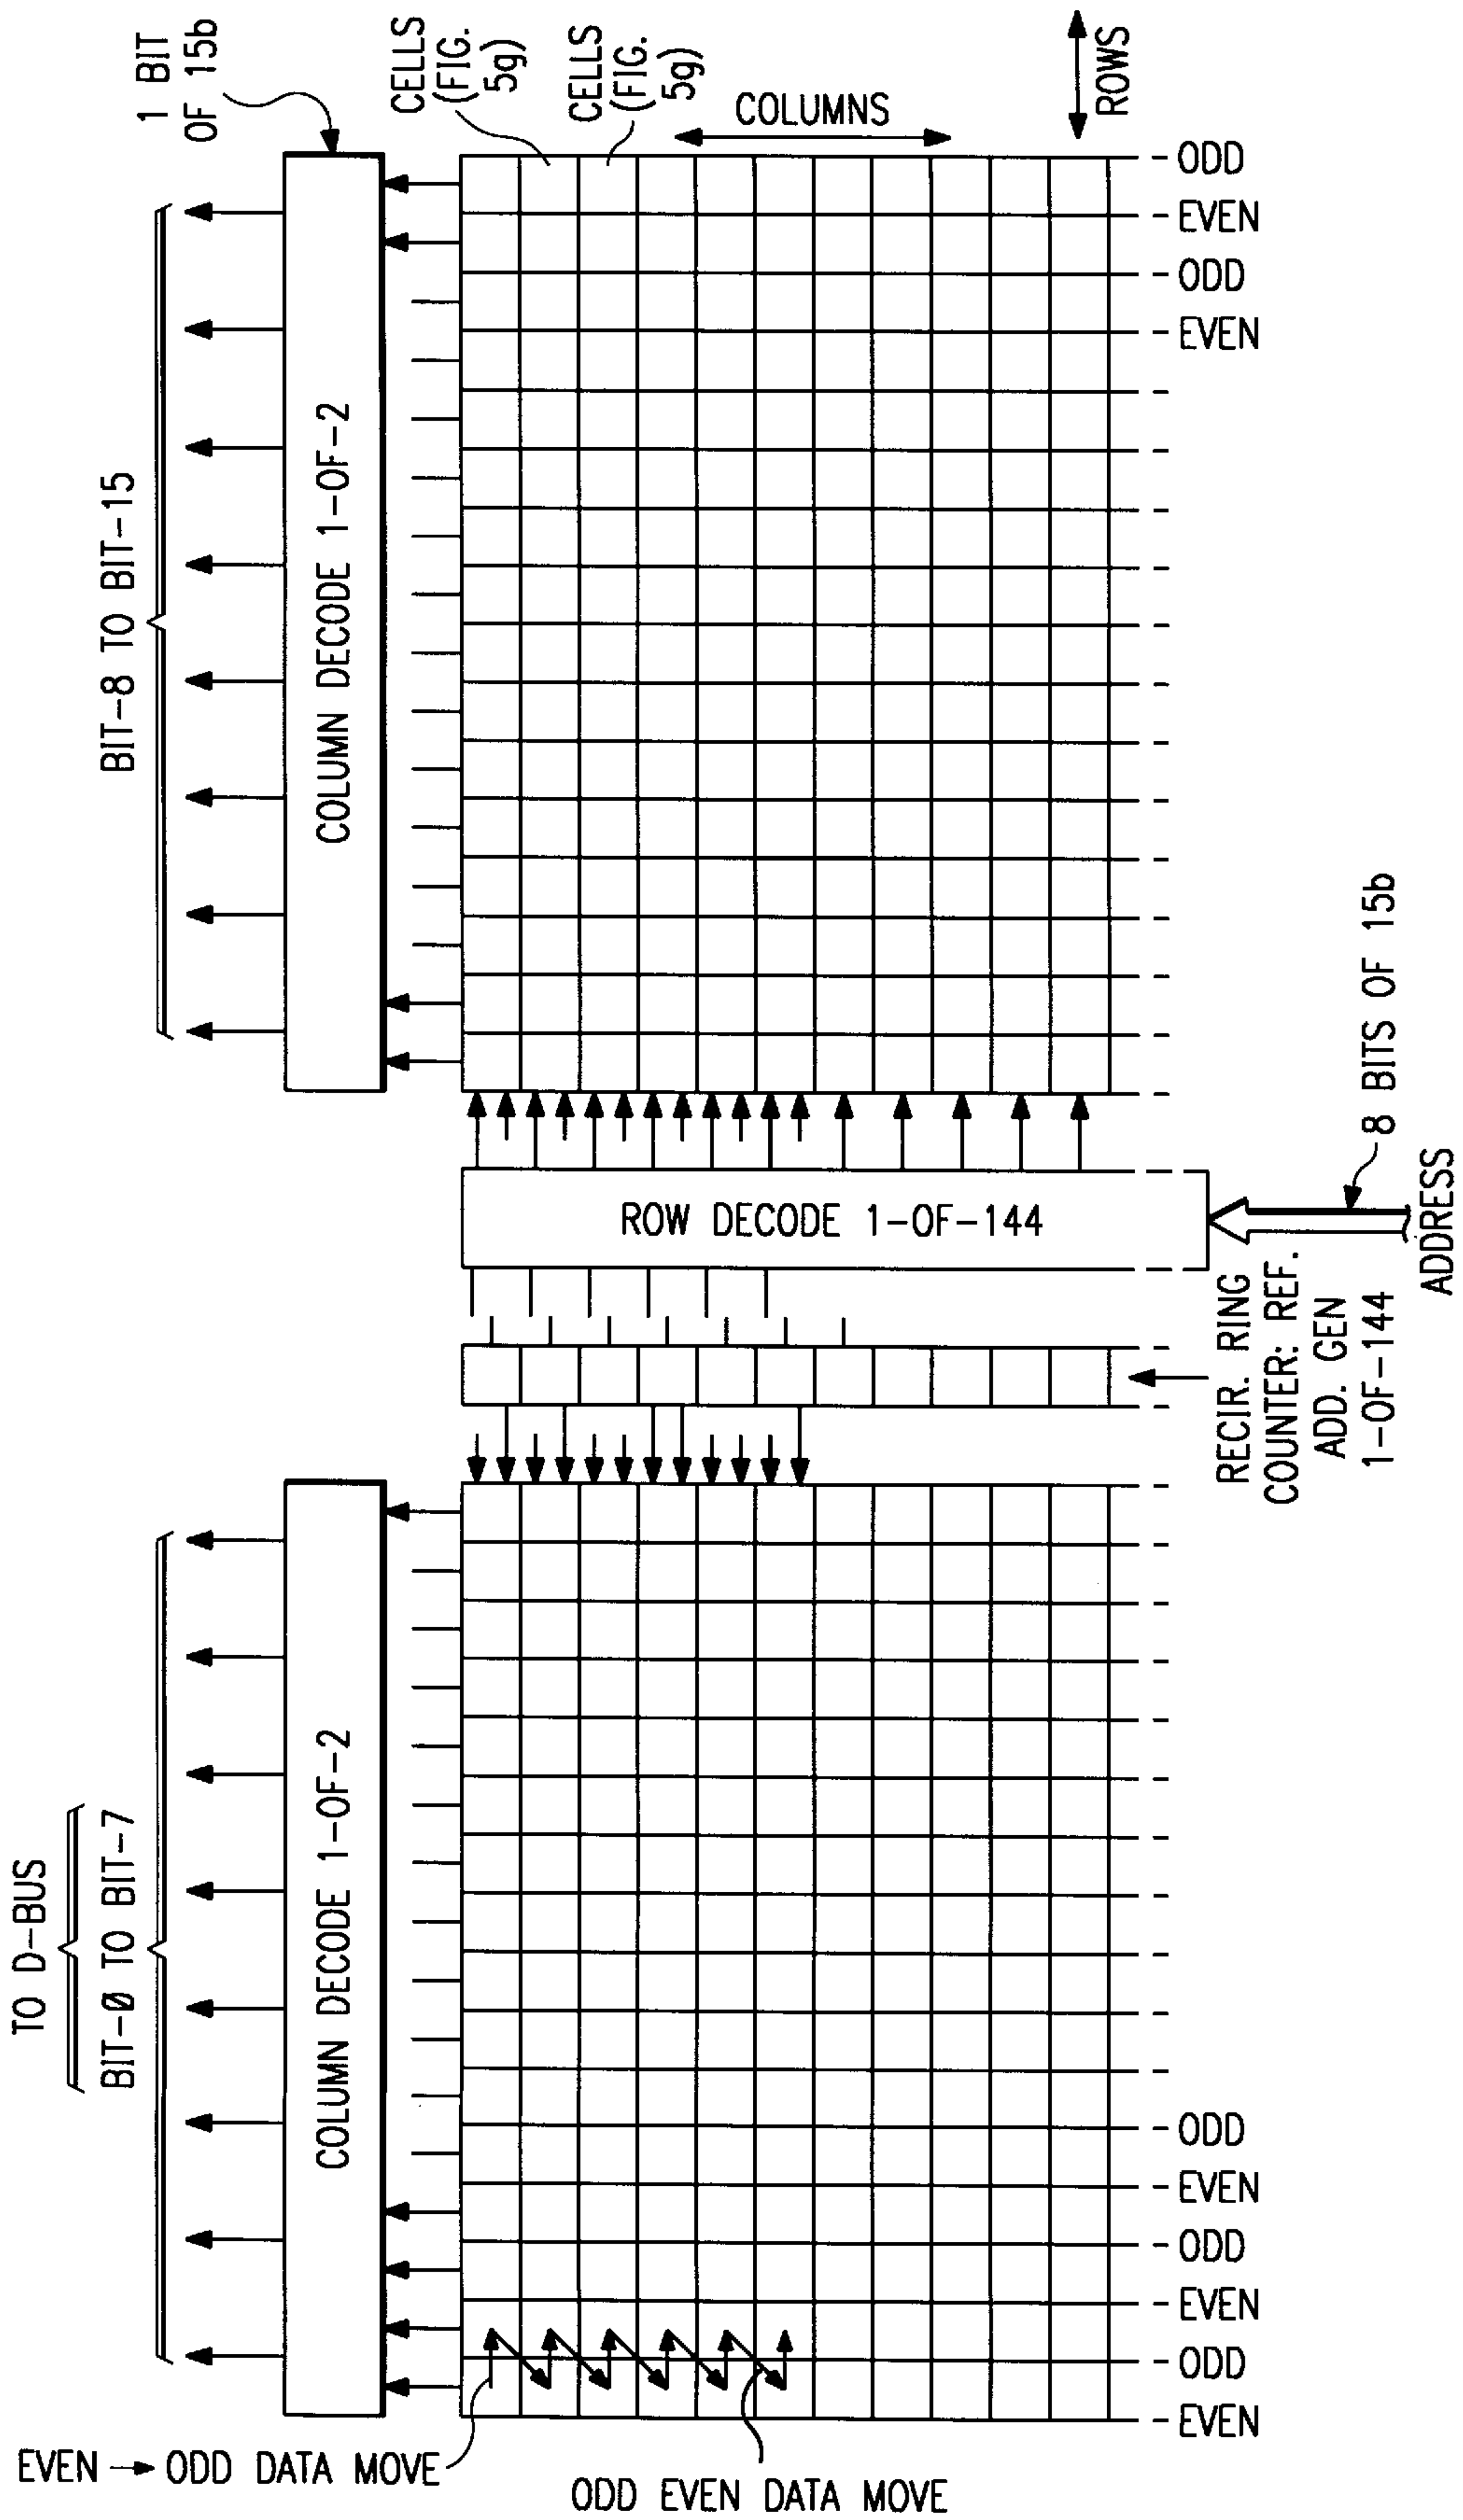 TO D-BUS
BIT-0 TO BIT-7
BIT-8 TO BIT-15
1 BIT
OF 15b
COLUMN DECODE 1-OF-2
COLUMN DECODE 1-OF-2
CELLS
(FIG.
5g)
CELLS
(FIG.
5g)
COLUMNS
ROWS
ROW DECODE 1-OF-144
EVEN → ODD DATA MOVE
ODD EVEN DATA MOVE
EVEN
ODD
EVEN
ODD
EVEN
ODD
RECIR. RING
COUNTER: REF.
ADD. GEN
1-OF-144
8 BITS OF 15b
ADDRESS
EVEN
ODD
EVEN
ODD